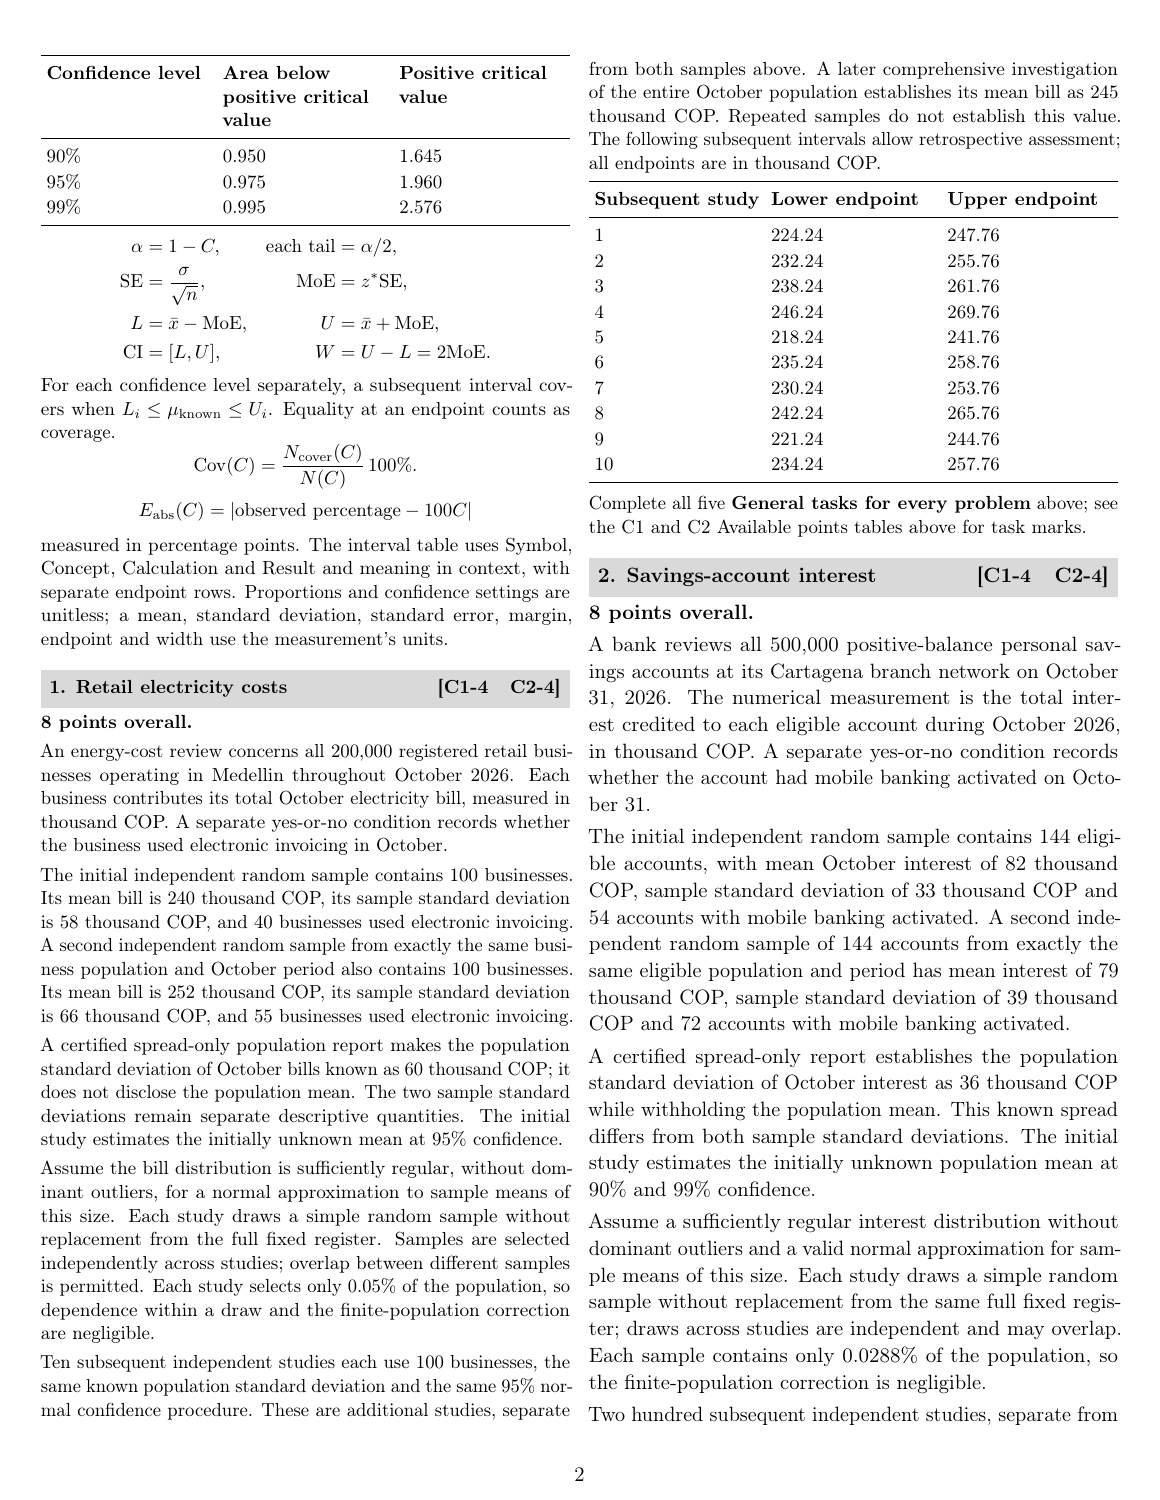 Confidence level Area below Positive critical
positive critical value
value
90% 0.950 1.645
95% 0.975 1.960
99% 0.995 2.576
α = 1 − C, each tail = α/2,
SE = σ/√n, MoE = z*SE,
L = x̄ − MoE, U = x̄ + MoE,
CI = [L, U], W = U − L = 2MoE.
For each confidence level separately, a subsequent interval cov-
ers when Lᵢ ≤ μknown ≤ Uᵢ. Equality at an endpoint counts as
coverage.
Cov(C) = Ncover(C)/N(C) 100%.
Eabs(C) = |observed percentage − 100C|
measured in percentage points. The interval table uses Symbol,
Concept, Calculation and Result and meaning in context, with
separate endpoint rows. Proportions and confidence settings are
unitless; a mean, standard deviation, standard error, margin,
endpoint and width use the measurement's units.
1. Retail electricity costs [C1-4 C2-4]
8 points overall.
An energy-cost review concerns all 200,000 registered retail busi-
nesses operating in Medellin throughout October 2026. Each
business contributes its total October electricity bill, measured in
thousand COP. A separate yes-or-no condition records whether
the business used electronic invoicing in October.
The initial independent random sample contains 100 businesses.
Its mean bill is 240 thousand COP, its sample standard deviation
is 58 thousand COP, and 40 businesses used electronic invoicing.
A second independent random sample from exactly the same busi-
ness population and October period also contains 100 businesses.
Its mean bill is 252 thousand COP, its sample standard deviation
is 66 thousand COP, and 55 businesses used electronic invoicing.
A certified spread-only population report makes the population
standard deviation of October bills known as 60 thousand COP; it
does not disclose the population mean. The two sample standard
deviations remain separate descriptive quantities. The initial
study estimates the initially unknown mean at 95% confidence.
Assume the bill distribution is sufficiently regular, without dom-
inant outliers, for a normal approximation to sample means of
this size. Each study draws a simple random sample without
replacement from the full fixed register. Samples are selected
independently across studies; overlap between different samples
is permitted. Each study selects only 0.05% of the population, so
dependence within a draw and the finite-population correction
are negligible.
Ten subsequent independent studies each use 100 businesses, the
same known population standard deviation and the same 95% nor-
mal confidence procedure. These are additional studies, separate
from both samples above. A later comprehensive investigation
of the entire October population establishes its mean bill as 245
thousand COP. Repeated samples do not establish this value.
The following subsequent intervals allow retrospective assessment;
all endpoints are in thousand COP.
Subsequent study Lower endpoint Upper endpoint
1 224.24 247.76
2 232.24 255.76
3 238.24 261.76
4 246.24 269.76
5 218.24 241.76
6 235.24 258.76
7 230.24 253.76
8 242.24 265.76
9 221.24 244.76
10 234.24 257.76
Complete all five General tasks for every problem above; see
the C1 and C2 Available points tables above for task marks.
2. Savings-account interest [C1-4 C2-4]
8 points overall.
A bank reviews all 500,000 positive-balance personal sav-
ings accounts at its Cartagena branch network on October
31, 2026. The numerical measurement is the total inter-
est credited to each eligible account during October 2026,
in thousand COP. A separate yes-or-no condition records
whether the account had mobile banking activated on Octo-
ber 31.
The initial independent random sample contains 144 eligi-
ble accounts, with mean October interest of 82 thousand
COP, sample standard deviation of 33 thousand COP and
54 accounts with mobile banking activated. A second inde-
pendent random sample of 144 accounts from exactly the
same eligible population and period has mean interest of 79
thousand COP, sample standard deviation of 39 thousand
COP and 72 accounts with mobile banking activated.
A certified spread-only report establishes the population
standard deviation of October interest as 36 thousand COP
while withholding the population mean. This known spread
differs from both sample standard deviations. The initial
study estimates the initially unknown population mean at
90% and 99% confidence.
Assume a sufficiently regular interest distribution without
dominant outliers and a valid normal approximation for sam-
ple means of this size. Each study draws a simple random
sample without replacement from the same full fixed regis-
ter; draws across studies are independent and may overlap.
Each sample contains only 0.0288% of the population, so
the finite-population correction is negligible.
Two hundred subsequent independent studies, separate from
2